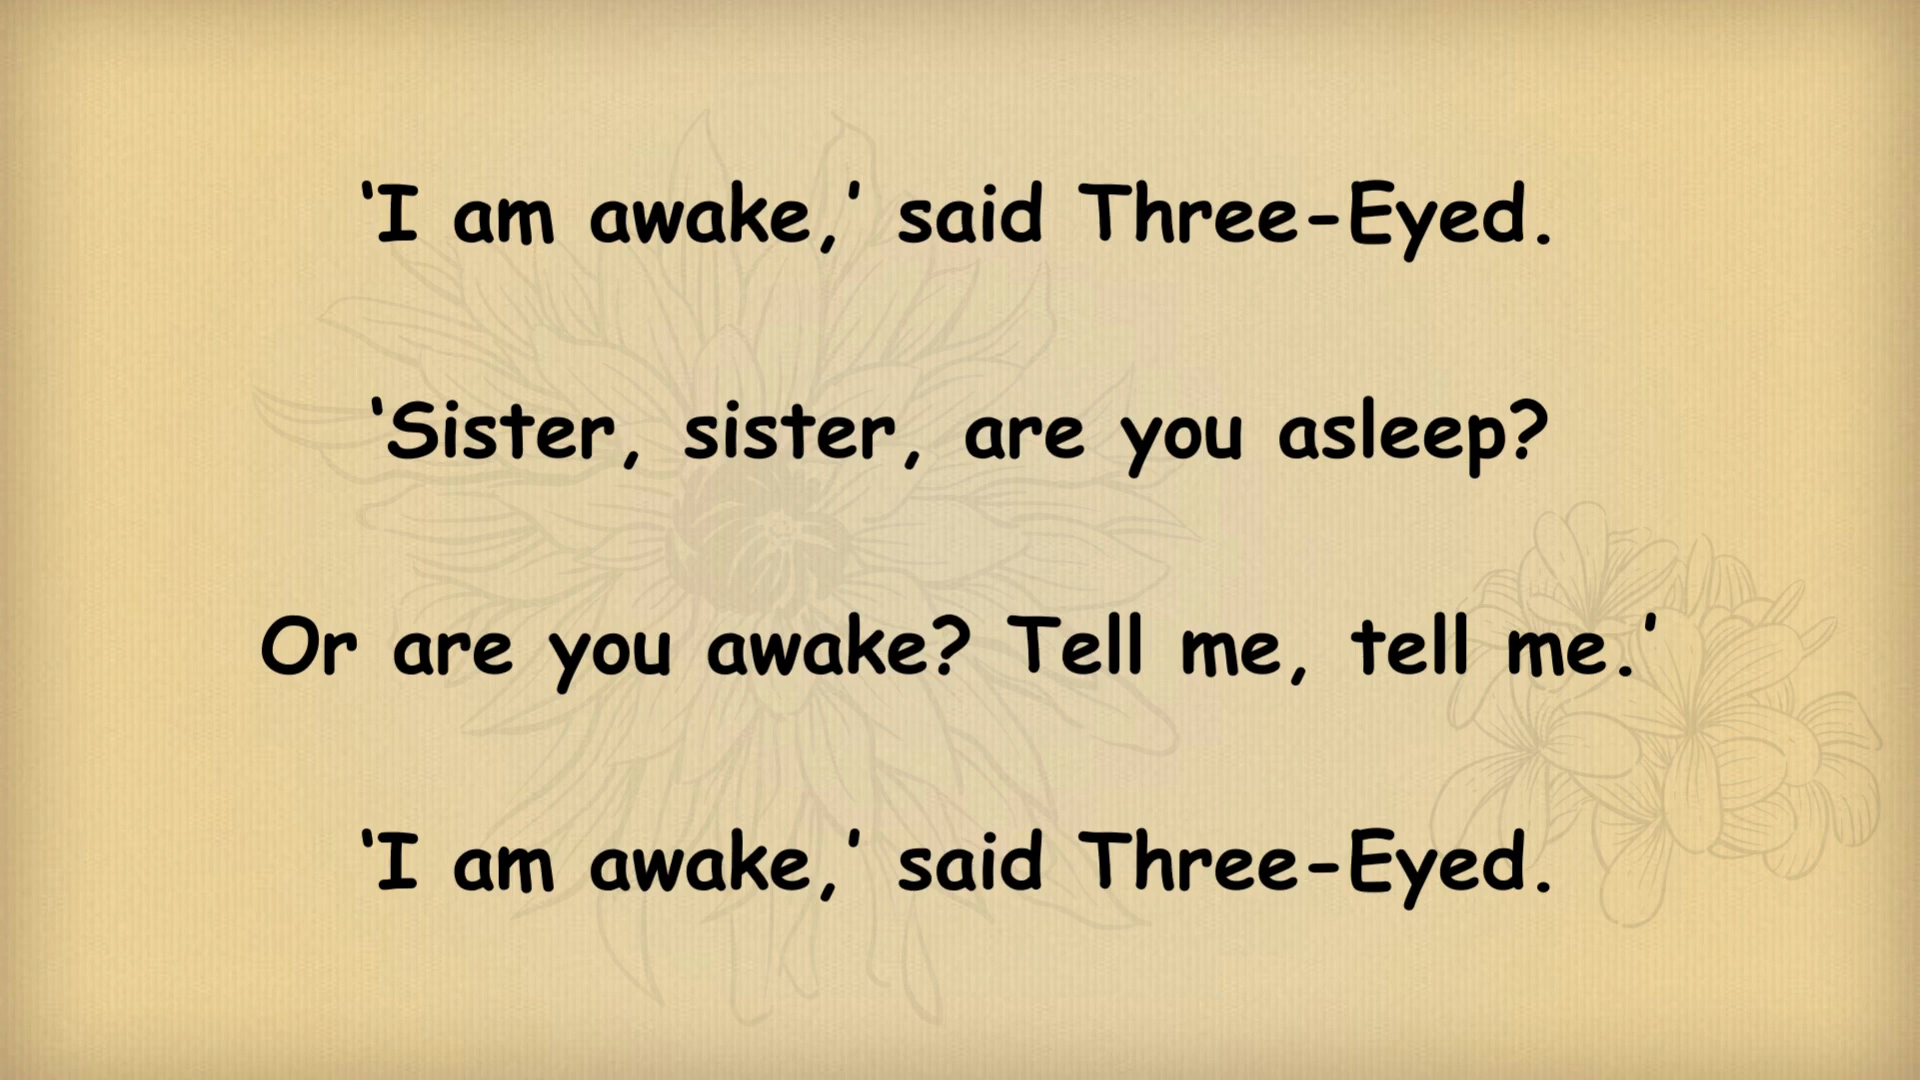 ‘I am awake,’ said Three-Eyed.
‘Sister, sister, are you asleep?
Or are you awake? Tell me, tell me.’
‘I am awake,’ said Three-Eyed.